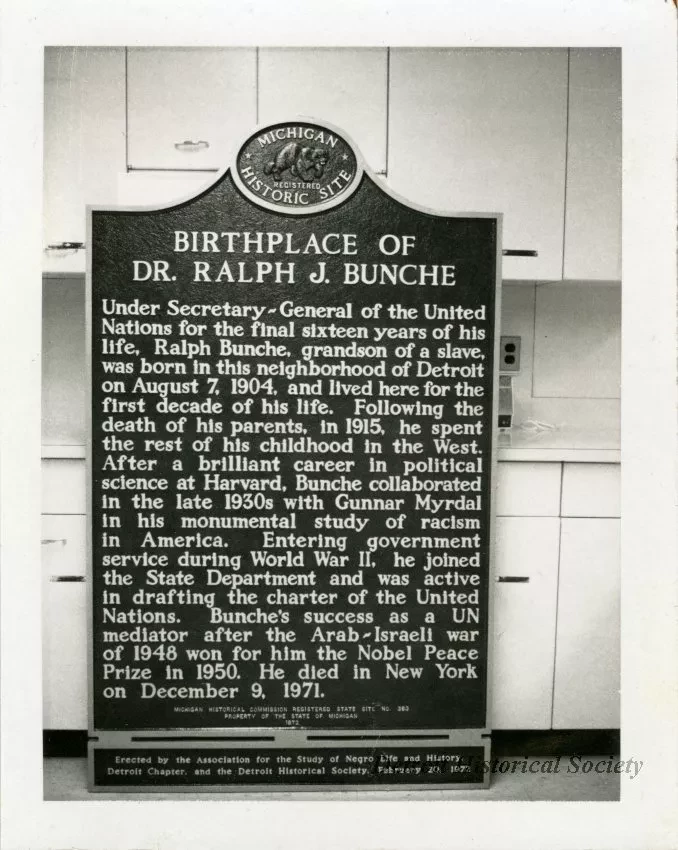 MICHIGAN
REGISTERED
HISTORIC SITE
BIRTHPLACE OF
DR. RALPH J. BUNCHE
Under Secretary-General of the United
Nations for the final sixteen years of his
life, Ralph Bunche, grandson of a slave,
was born in this neighborhood of Detroit
on August 7, 1904, and lived here for the
first decade of his life. Following the
death of his parents, in 1915, he spent
the rest of his childhood in the West.
After a brilliant career in political
science at Harvard, Bunche collaborated
in the late 1930s with Gunnar Myrdal
in his monumental study of racism
in America. Entering government
service during World War II, he joined
the State Department and was active
in drafting the charter of the United
Nations. Bunche's success as a UN
mediator after the Arab-Israeli war
of 1948 won for him the Nobel Peace
Prize in 1950. He died in New York
on December 9, 1971.
MICHIGAN HISTORICAL COMMISSION REGISTERED STATE SITE NO.
PROPERTY OF THE STATE OF MICHIGAN
1972
Erected by the Association for the Study of Negro Life and History,
Detroit Chapter, and the Detroit Historical Society, February 20, 1972
Historical Society